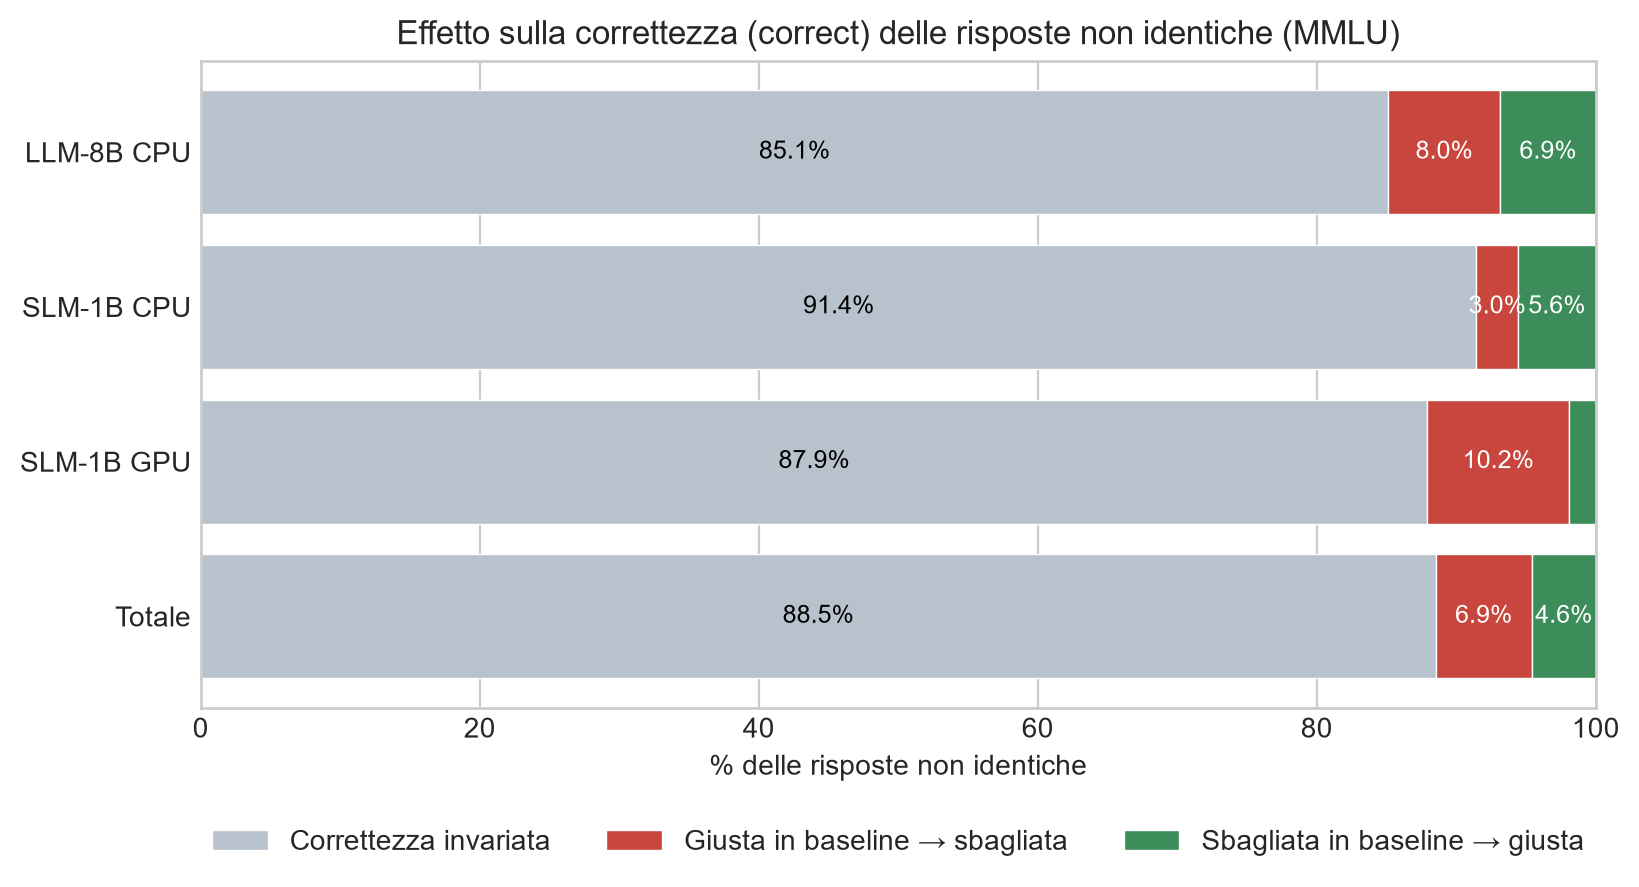 Effetto sulla correttezza (correct) delle risposte non identiche (MMLU)
LLM-8B CPU 85.1% 8.0% 6.9%
SLM-1B CPU 91.4% 3.0% 5.6%
SLM-1B GPU 87.9% 10.2%
Totale 88.5% 6.9% 4.6%
0 20 40 60 80 100
% delle risposte non identiche
Correttezza invariata Giusta in baseline → sbagliata Sbagliata in baseline → giusta